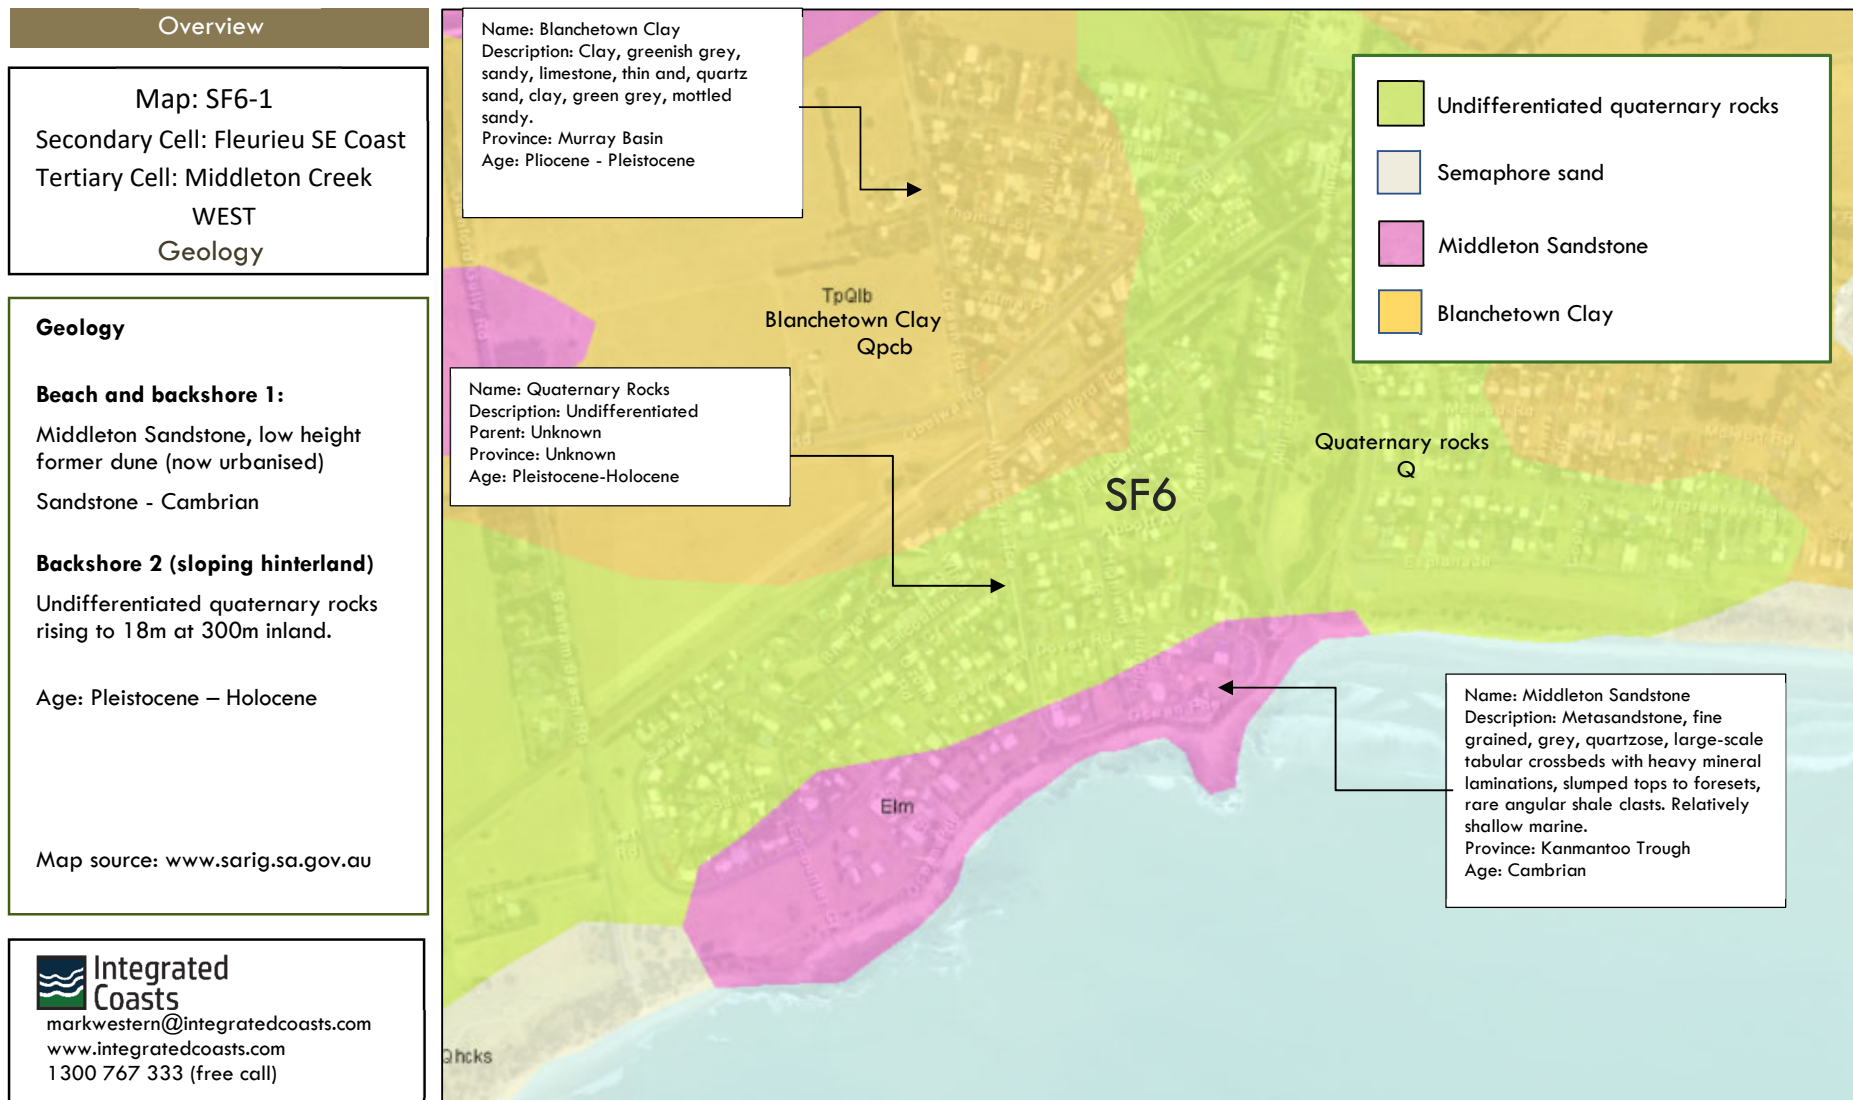 Overview
Map: SF6-1
Secondary Cell: Fleurieu SE Coast
Tertiary Cell: Middleton Creek
WEST
Geology
Geology
Beach and backshore 1:
Middleton Sandstone, low height
former dune (now urbanised)
Sandstone - Cambrian
Backshore 2 (sloping hinterland)
Undifferentiated quaternary rocks
rising to 18m at 300m inland.
Age: Pleistocene – Holocene
Map source: www.sarig.sa.gov.au
Integrated
Coasts
markwestern@integratedcoasts.com
www.integratedcoasts.com
1300 767 333 (free call)
Name: Blanchetown Clay
Description: Clay, greenish grey,
sandy, limestone, thin and, quartz
sand, clay, green grey, mottled
sandy.
Province: Murray Basin
Age: Pliocene - Pleistocene
Undifferentiated quaternary rocks
Semaphore sand
Middleton Sandstone
Blanchetown Clay
TpQlb
Blanchetown Clay
Qpcb
Name: Quaternary Rocks
Description: Undifferentiated
Parent: Unknown
Province: Unknown
Age: Pleistocene-Holocene
Quaternary rocks
Q
SF6
Esplanade
Name: Middleton Sandstone
Description: Metasandstone, fine
grained, grey, quartzose, large-scale
tabular crossbeds with heavy mineral
laminations, slumped tops to foresets,
rare angular shale clasts. Relatively
shallow marine.
Province: Kanmantoo Trough
Age: Cambrian
Elm
Qhcks